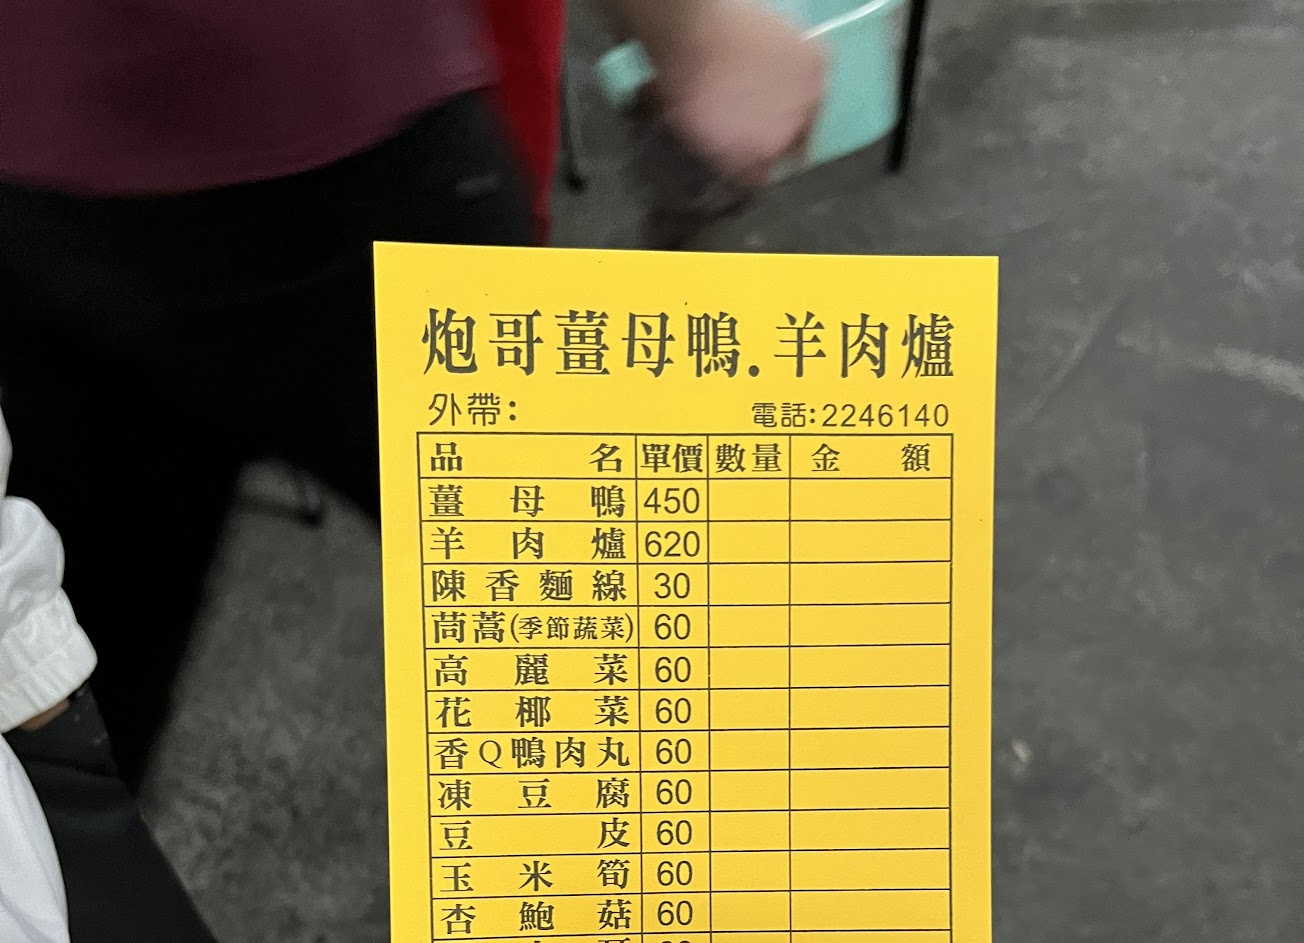 炮哥薑母鴨.羊肉爐
外帶: 電話:2246140
品名 單價 數量 金額
薑母鴨 450
羊肉爐 620
陳香麵線 30
茼蒿(季節蔬菜) 60
高麗菜 60
花椰菜 60
香Q鴨肉丸 60
凍豆腐 60
豆皮 60
玉米筍 60
杏鮑菇 60